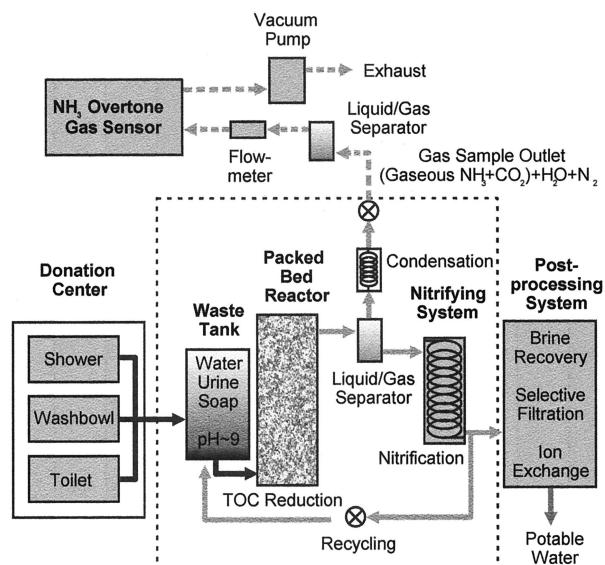 Vacuum
Pump
Exhaust
NH₃ Overtone
Gas Sensor
Liquid/Gas
Separator
Flow-
meter
Gas Sample Outlet
(Gaseous NH₃+CO₂)+H₂O+N₂
Donation
Center
Shower
Washbowl
Toilet
Waste
Tank
Water
Urine
Soap
pH~9
Packed
Bed
Reactor
TOC Reduction
Condensation
Liquid/Gas
Separator
Nitrifying
System
Nitrification
Recycling
Post-
processing
System
Brine
Recovery
Selective
Filtration
Ion
Exchange
Potable
Water